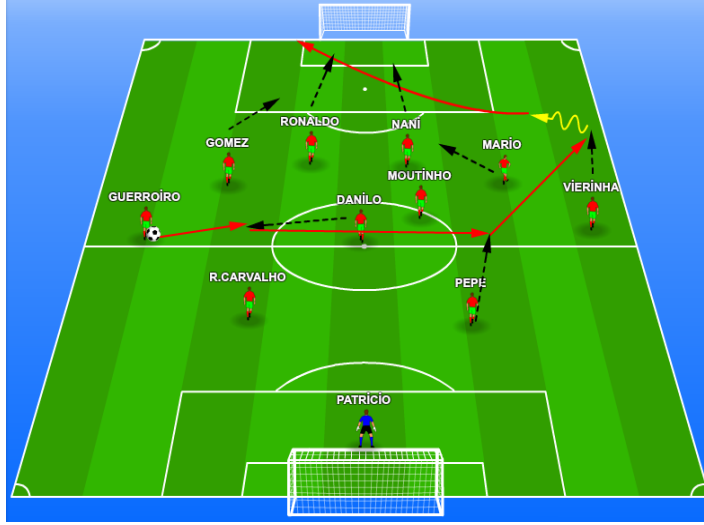 RONALDO
NANİ
GOMEZ
MARİO
MOUTİNHO
VİERİNHA
GUERROİRO
DANİLO
R.CARVALHO
PEPE
PATRİCİO